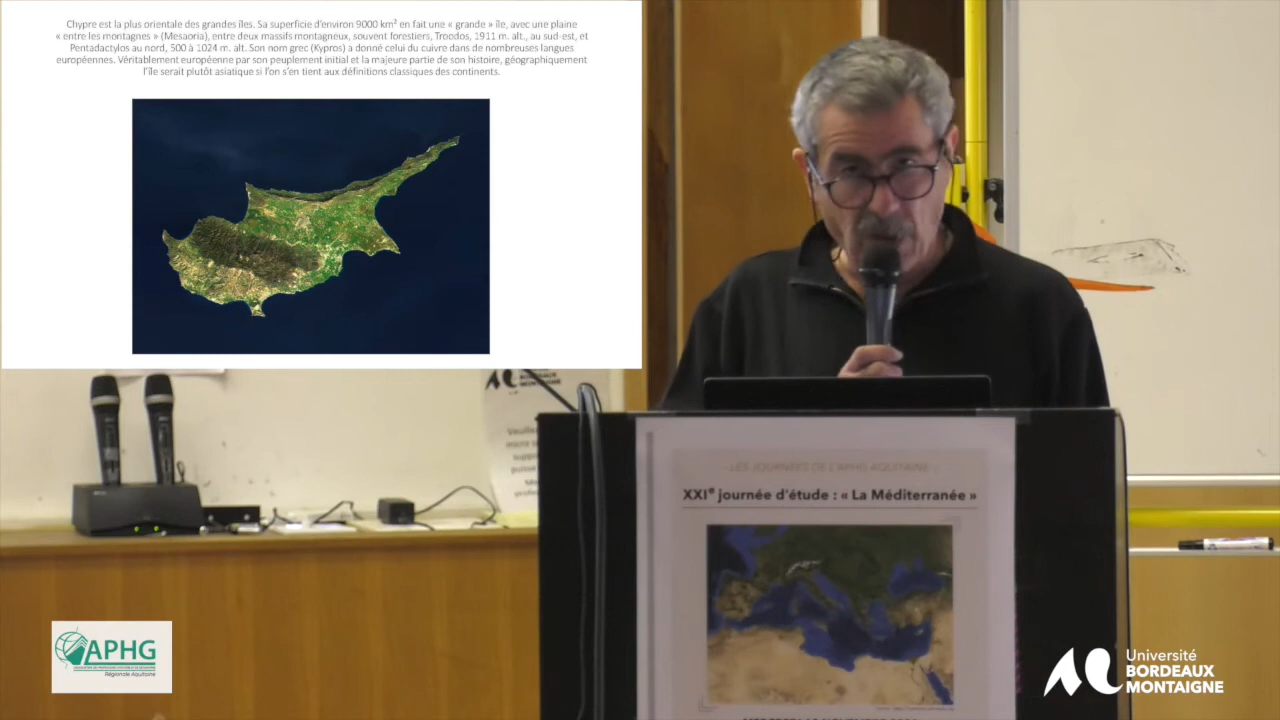 Chypre est la plus orientale des grandes îles. Sa superficie d'environ 9000 km² en fait une « grande » île, avec une plaine
« entre les montagnes » (Mesaoria), entre deux massifs montagneux, souvent forestiers, Troodos, 1911 m. alt., au sud-est, et
Pentadactylos au nord, 500 à 1024 m. alt. Son nom grec (Kypros) a donné celui du cuivre dans de nombreuses langues
européennes. Véritablement européenne par son peuplement initial et la majeure partie de son histoire, géographiquement
l'île serait plutôt asiatique si l'on s'en tient aux définitions classiques des continents.
BORDEAUX
MONTAIGNE
LES JOURNÉES DE L'APHG AQUITAINE
XXIe journée d'étude : « La Méditerranée »
APHG
Régionale Aquitaine
Université
BORDEAUX
MONTAIGNE